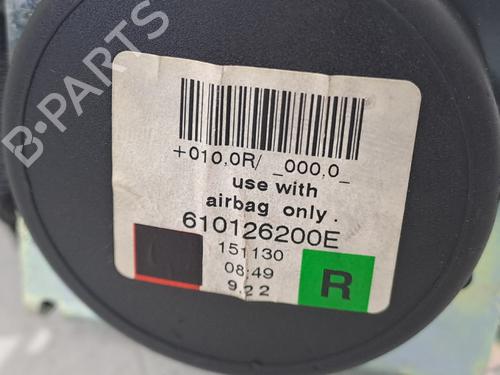 B-PARTS
+010,0R/ _000,0_
use with
airbag only .
610126200E
151130
08:49
9.22
R